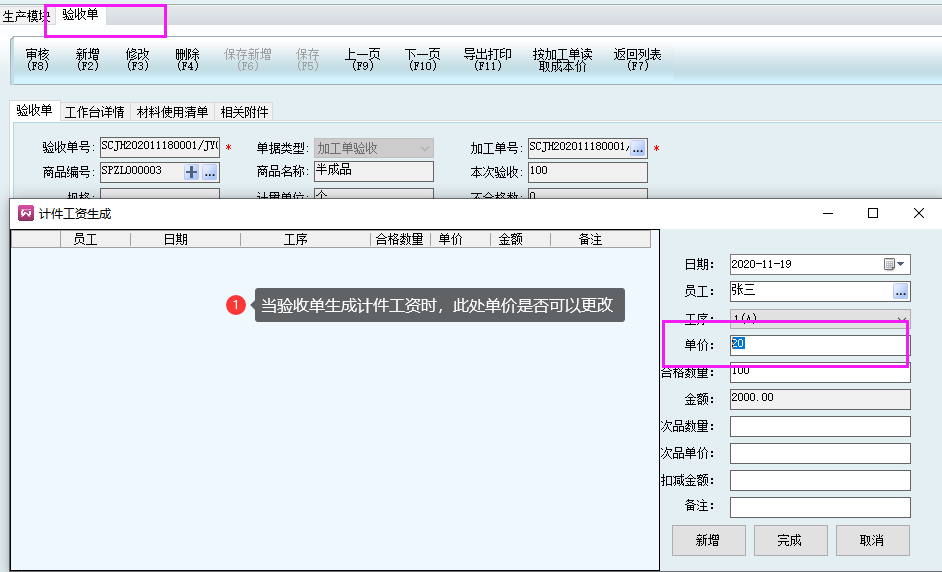 生产模块 验收单
审核 新增 修改 删除 保存新增 保存 上一页 下一页 导出打印 按加工单读 返回列表
(F8) (F2) (F3) (F4) (F6) (F5) (F9) (F10) (F11) 取成本价 (F7)
验收单 工作台详情 材料使用清单 相关附件
验收单号: SCJH202011180001/JYC * 单据类型: 加工单验收 加工单号: SCJH202011180001/ ... *
商品编号: SPZL000003 + ... 商品名称: 半成品 本次验收: 100
规格: 计量单位: 个 不合格数: 0
计件工资生成
员工 日期 工序 合格数量 单价 金额 备注
日期: 2020-11-19
员工: 张三 ...
1 当验收单生成计件工资时，此处单价是否可以更改
工序: 1(A)
单价: 20
合格数量: 100
金额: 2000.00
次品数量:
次品单价:
扣减金额:
备注:
新增 完成 取消